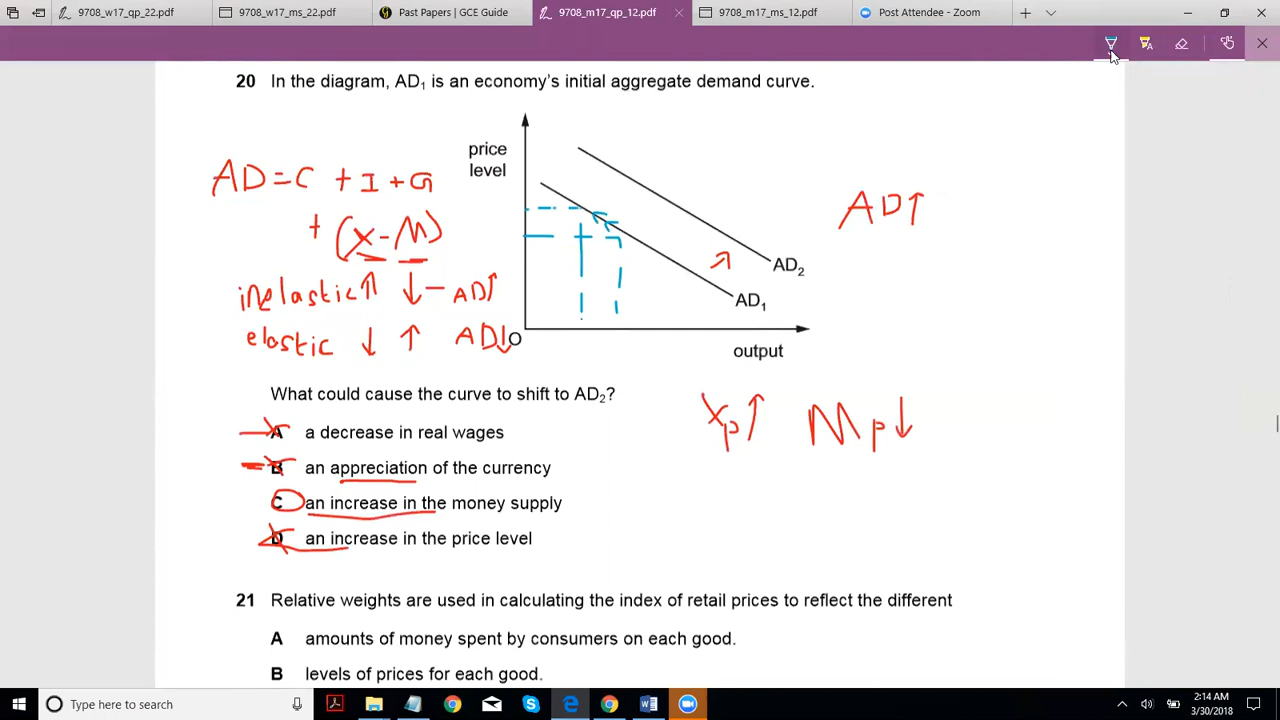 9708_w17_qp_22.pdf
9708_w17_ms_22.pdf
Past Papers | GCE Guide
9708_m17_qp_12.pdf
9708_m17_ms_12.pdf
Post Attendee - Zoom
20 In the diagram, AD1 is an economy's initial aggregate demand curve.
price
level
AD=C + I + G
+ (X - M)
AD↑
inelastic ↑ ↓ – AD↑
elastic ↓ ↑ AD↓
AD2
AD1
O
output
What could cause the curve to shift to AD2?
Xp↑ Mp↓
A a decrease in real wages
B an appreciation of the currency
C an increase in the money supply
D an increase in the price level
21 Relative weights are used in calculating the index of retail prices to reflect the different
A amounts of money spent by consumers on each good.
B levels of prices for each good.
Type here to search
2:14 AM
3/30/2018